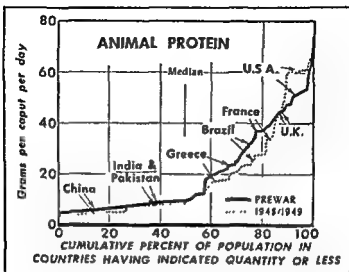 ANIMAL PROTEIN
Grams per caput per day
80
60
40
20
0
Median
U.S.A.
France
U.K.
Brazil
Greece
India &
Pakistan
China
PREWAR
1948/1949
0 20 40 60 80 100
CUMULATIVE PERCENT OF POPULATION IN
COUNTRIES HAVING INDICATED QUANTITY OR LESS